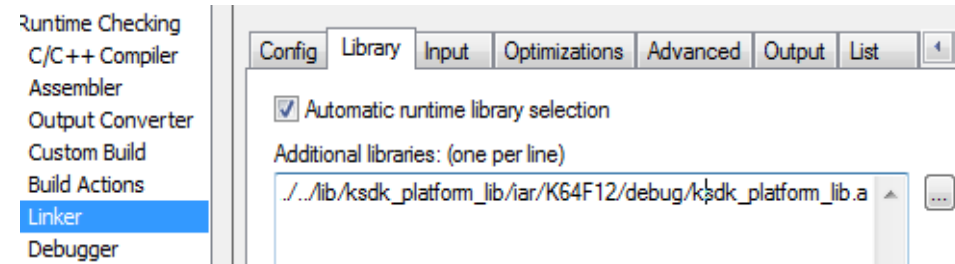 Runtime Checking
C/C++ Compiler
Assembler
Output Converter
Custom Build
Build Actions
Linker
Debugger
Config Library Input Optimizations Advanced Output List
Automatic runtime library selection
Additional libraries: (one per line)
./../lib/ksdk_platform_lib/iar/K64F12/debug/ksdk_platform_lib.a
...